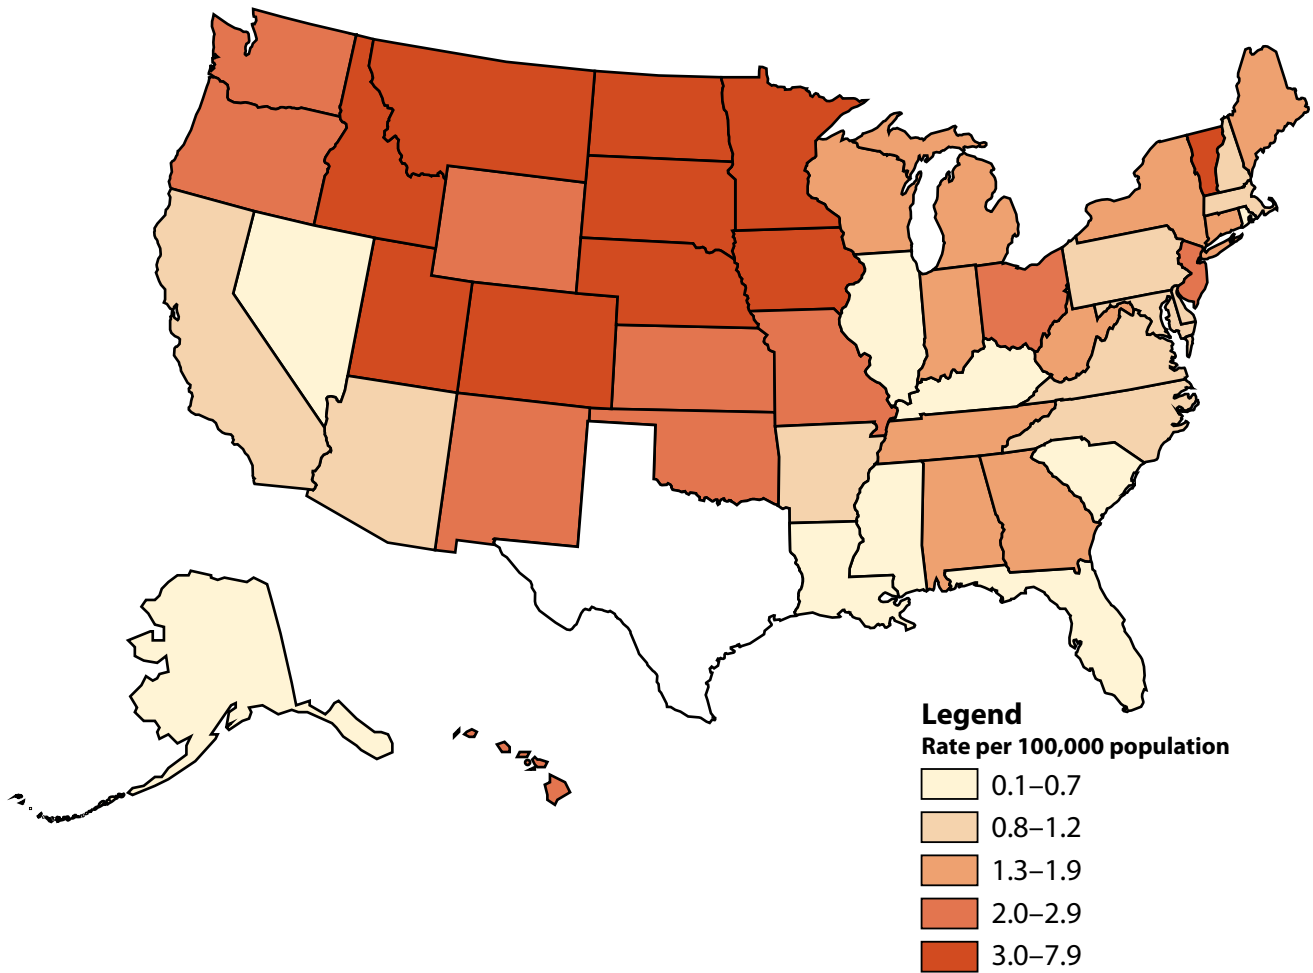 Legend
Rate per 100,000 population
0.1–0.7
0.8–1.2
1.3–1.9
2.0–2.9
3.0–7.9